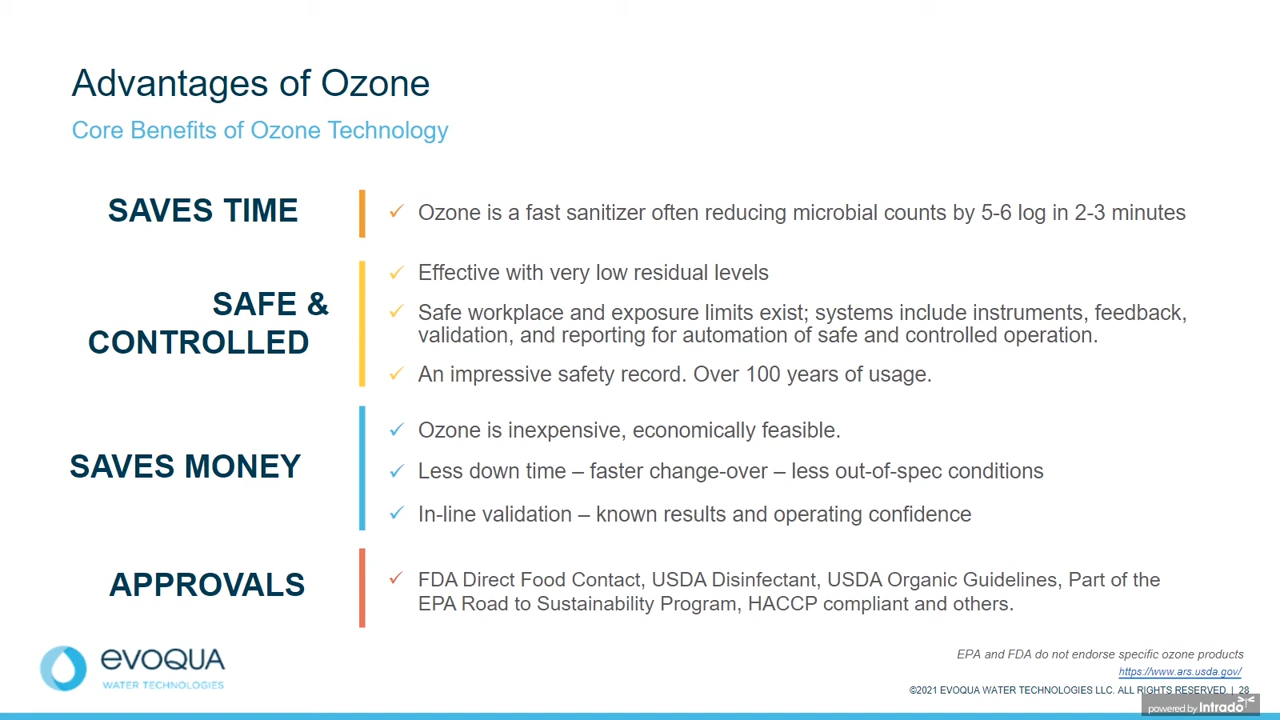 Advantages of Ozone
Core Benefits of Ozone Technology
SAVES TIME
✓ Ozone is a fast sanitizer often reducing microbial counts by 5-6 log in 2-3 minutes
SAFE &
CONTROLLED
✓ Effective with very low residual levels
✓ Safe workplace and exposure limits exist; systems include instruments, feedback,
validation, and reporting for automation of safe and controlled operation.
✓ An impressive safety record. Over 100 years of usage.
SAVES MONEY
✓ Ozone is inexpensive, economically feasible.
✓ Less down time – faster change-over – less out-of-spec conditions
✓ In-line validation – known results and operating confidence
APPROVALS
✓ FDA Direct Food Contact, USDA Disinfectant, USDA Organic Guidelines, Part of the
EPA Road to Sustainability Program, HACCP compliant and others.
evoqua
WATER TECHNOLOGIES
EPA and FDA do not endorse specific ozone products
https://www.ars.usda.gov/
©2021 EVOQUA WATER TECHNOLOGIES LLC. ALL RIGHTS RESERVED | 28
powered by Intrado